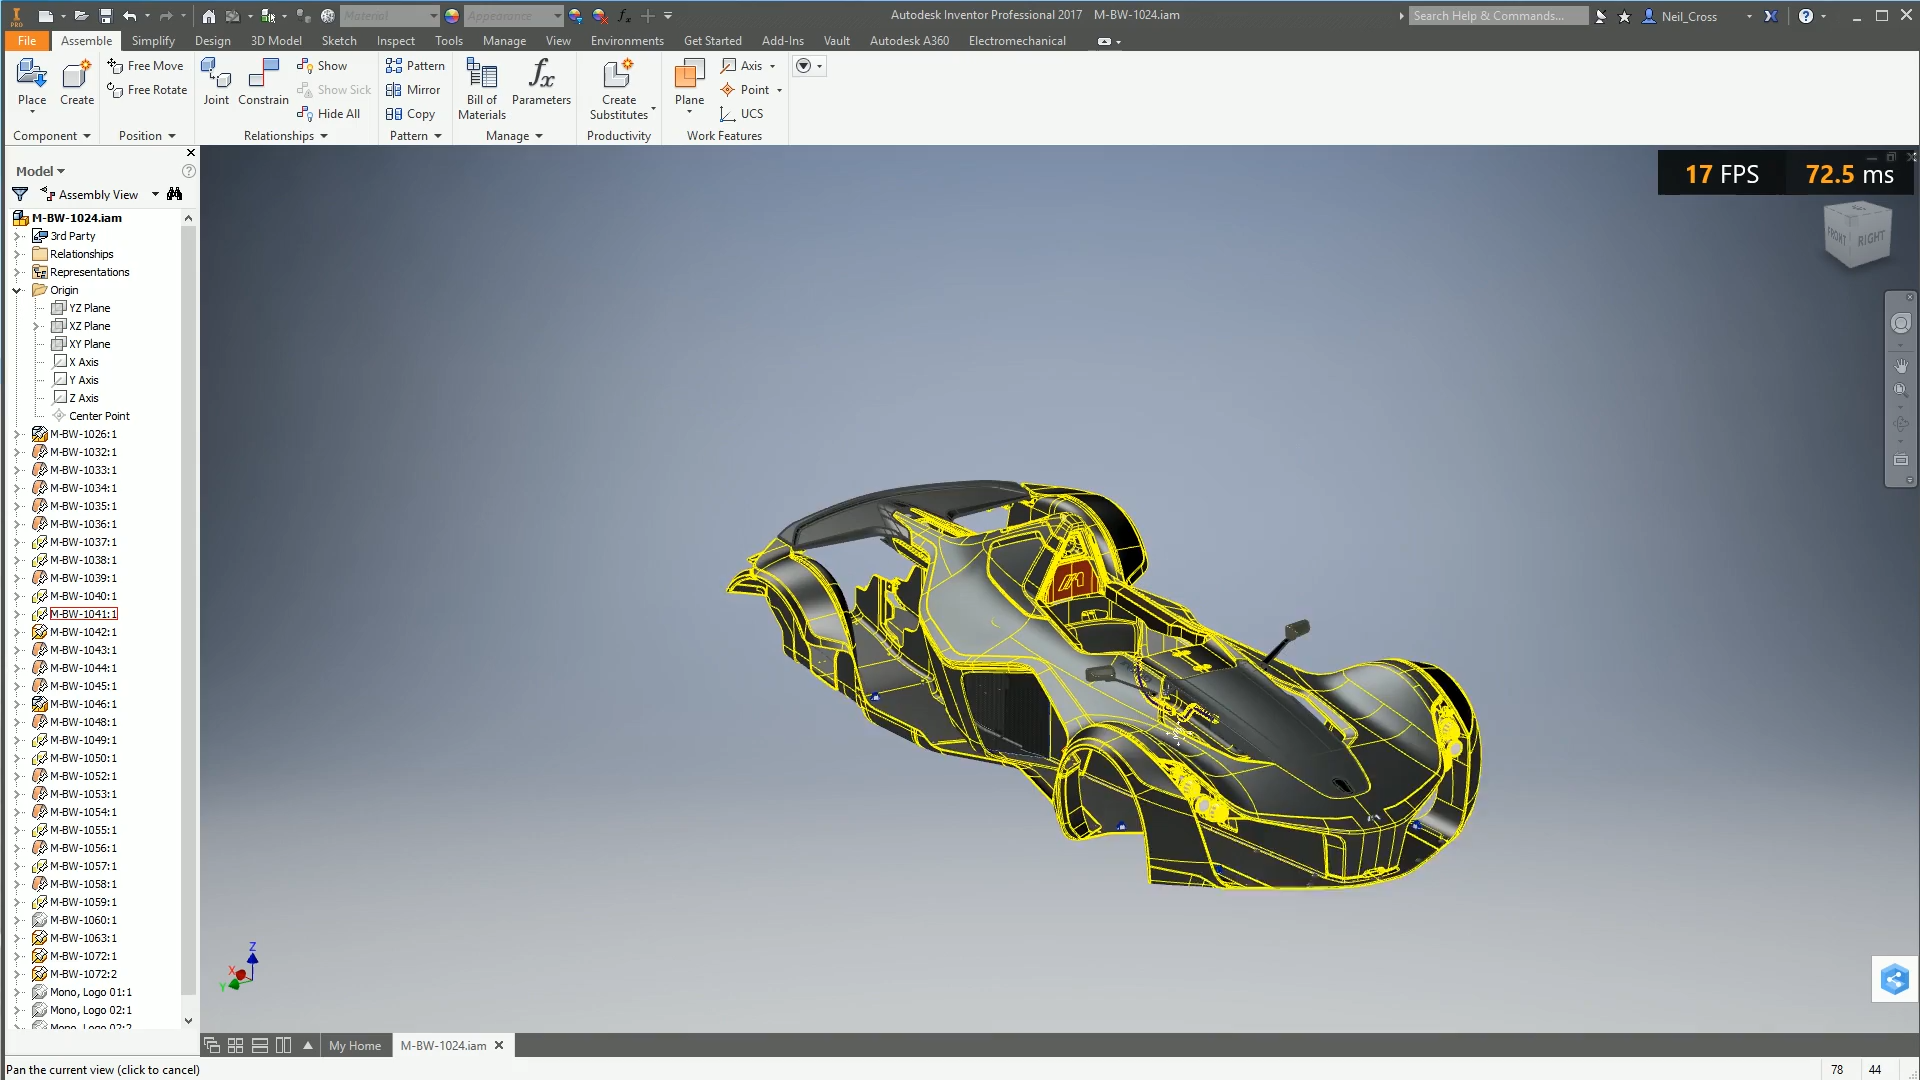 Material
Appearance
Autodesk Inventor Professional 2017 M-BW-1024.iam
Search Help & Commands...
Neil_Cross
File Assemble Simplify Design 3D Model Sketch Inspect Tools Manage View Environments Get Started Add-Ins Vault Autodesk A360 Electromechanical
Place
Create
Free Move
Free Rotate
Joint
Constrain
Show
Show Sick
Hide All
Pattern
Mirror
Copy
Bill of
Materials
Parameters
Create
Substitutes
Plane
Axis
Point
UCS
Component Position Relationships Pattern Manage Productivity Work Features
Model
Assembly View
M-BW-1024.iam
3rd Party
Relationships
Representations
Origin
YZ Plane
XZ Plane
XY Plane
X Axis
Y Axis
Z Axis
Center Point
M-BW-1026:1
M-BW-1032:1
M-BW-1033:1
M-BW-1034:1
M-BW-1035:1
M-BW-1036:1
M-BW-1037:1
M-BW-1038:1
M-BW-1039:1
M-BW-1040:1
M-BW-1041:1
M-BW-1042:1
M-BW-1043:1
M-BW-1044:1
M-BW-1045:1
M-BW-1046:1
M-BW-1048:1
M-BW-1049:1
M-BW-1050:1
M-BW-1052:1
M-BW-1053:1
M-BW-1054:1
M-BW-1055:1
M-BW-1056:1
M-BW-1057:1
M-BW-1058:1
M-BW-1059:1
M-BW-1060:1
M-BW-1063:1
M-BW-1072:1
M-BW-1072:2
Mono, Logo 01:1
Mono, Logo 02:1
Mono, Logo 02:2
17 FPS 72.5 ms
FRONT RIGHT
Z
X
Y
My Home M-BW-1024.iam
Pan the current view (click to cancel)
78 44